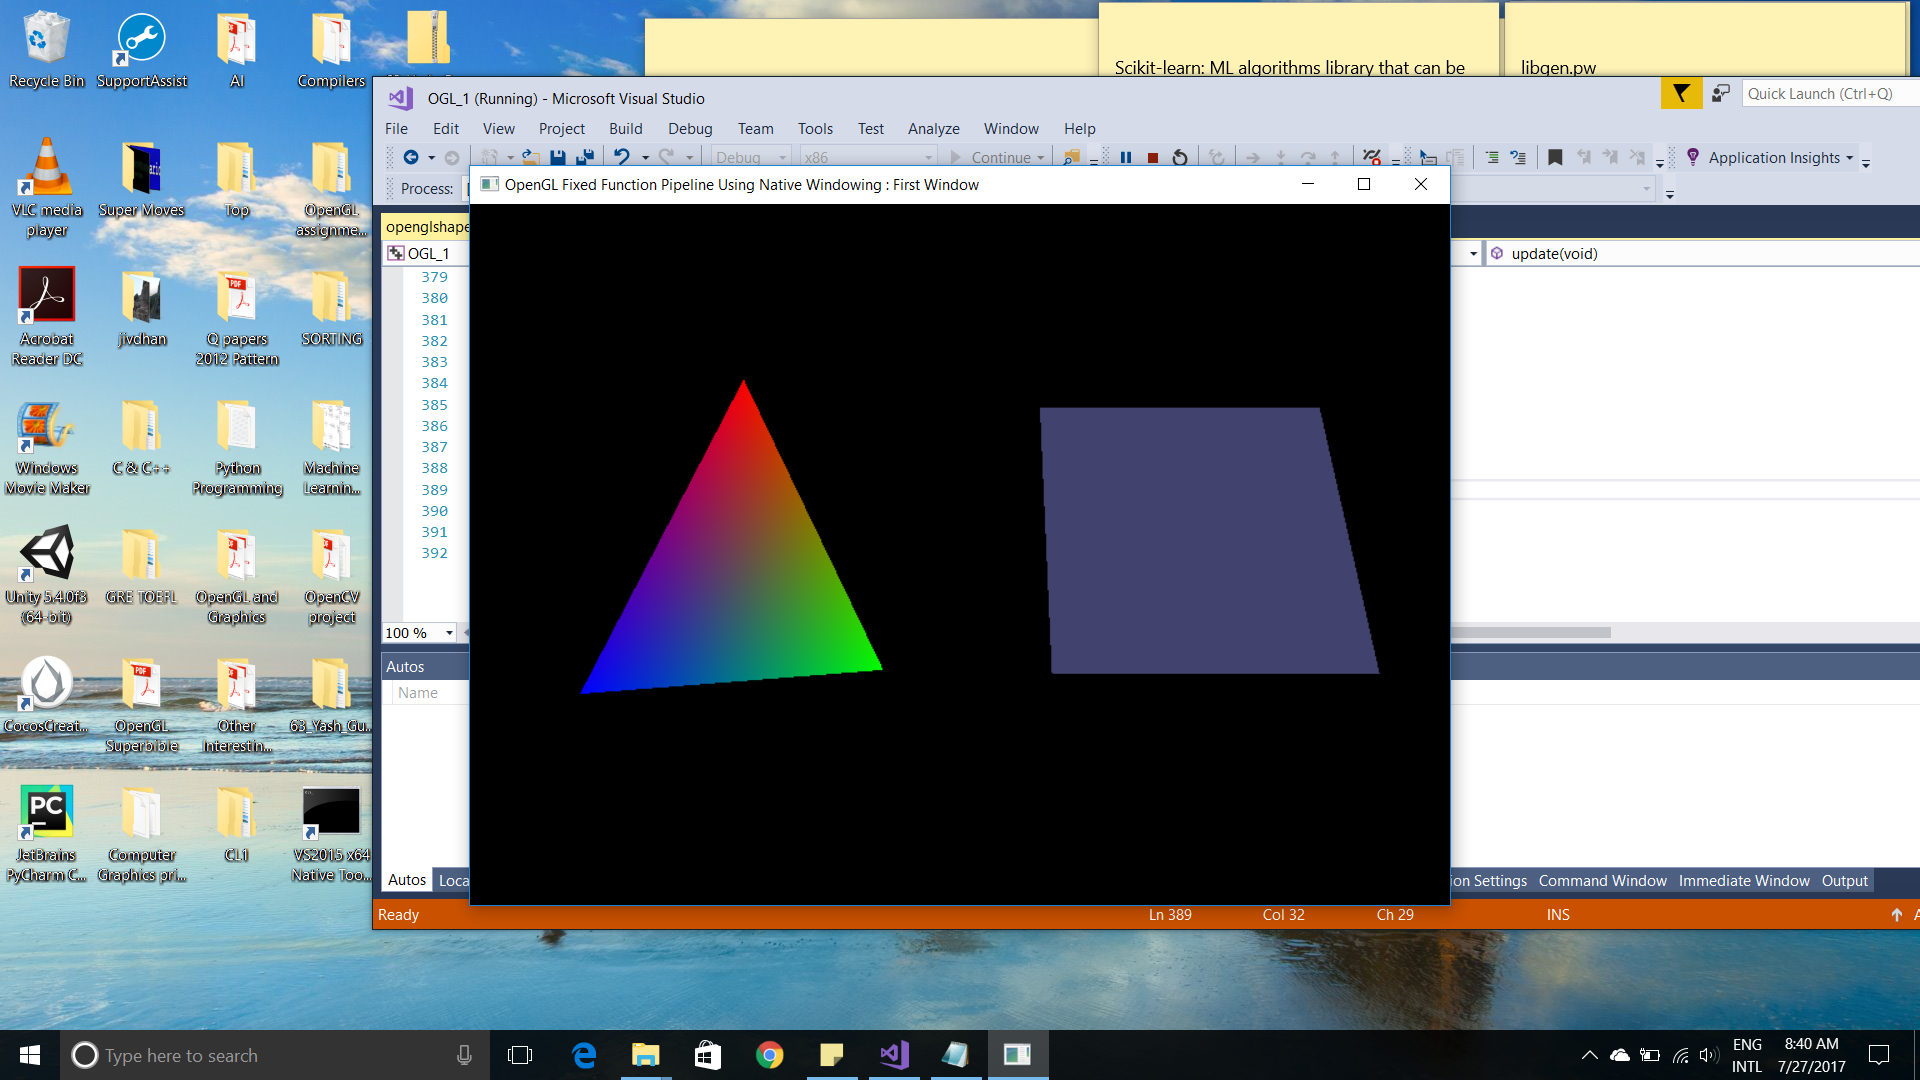 Recycle Bin
SupportAssist
AI
Compilers
VLC media
player
Super Moves
Top
OpenGL
assignme...
Acrobat
Reader DC
jivdhan
Q papers
2012 Pattern
SORTING
Windows
Movie Maker
C & C++
Python
Programming
Machine
Learnin...
Unity 5.4.0f3
(64-bit)
GRE TOEFL
OpenGL and
Graphics
OpenCV
project
CocosCreat...
OpenGL
Superbible
Other
Interestin...
63_Yash_Gu...
JetBrains
PyCharm C...
Computer
Graphics pri...
CL1
VS2015 x64
Native Too...
Scikit-learn: ML algorithms library that can be
libgen.pw
OGL_1 (Running) - Microsoft Visual Studio
Quick Launch (Ctrl+Q)
File Edit View Project Build Debug Team Tools Test Analyze Window Help
Debug x86 Continue Application Insights
Process:
OpenGL Fixed Function Pipeline Using Native Windowing : First Window
openglshape
OGL_1
update(void)
379
380
381
382
383
384
385
386
387
388
389
390
391
392
100 %
Autos
Name
Autos Loca
ion Settings Command Window Immediate Window Output
Ready Ln 389 Col 32 Ch 29 INS
Type here to search
ENG
INTL
8:40 AM
7/27/2017